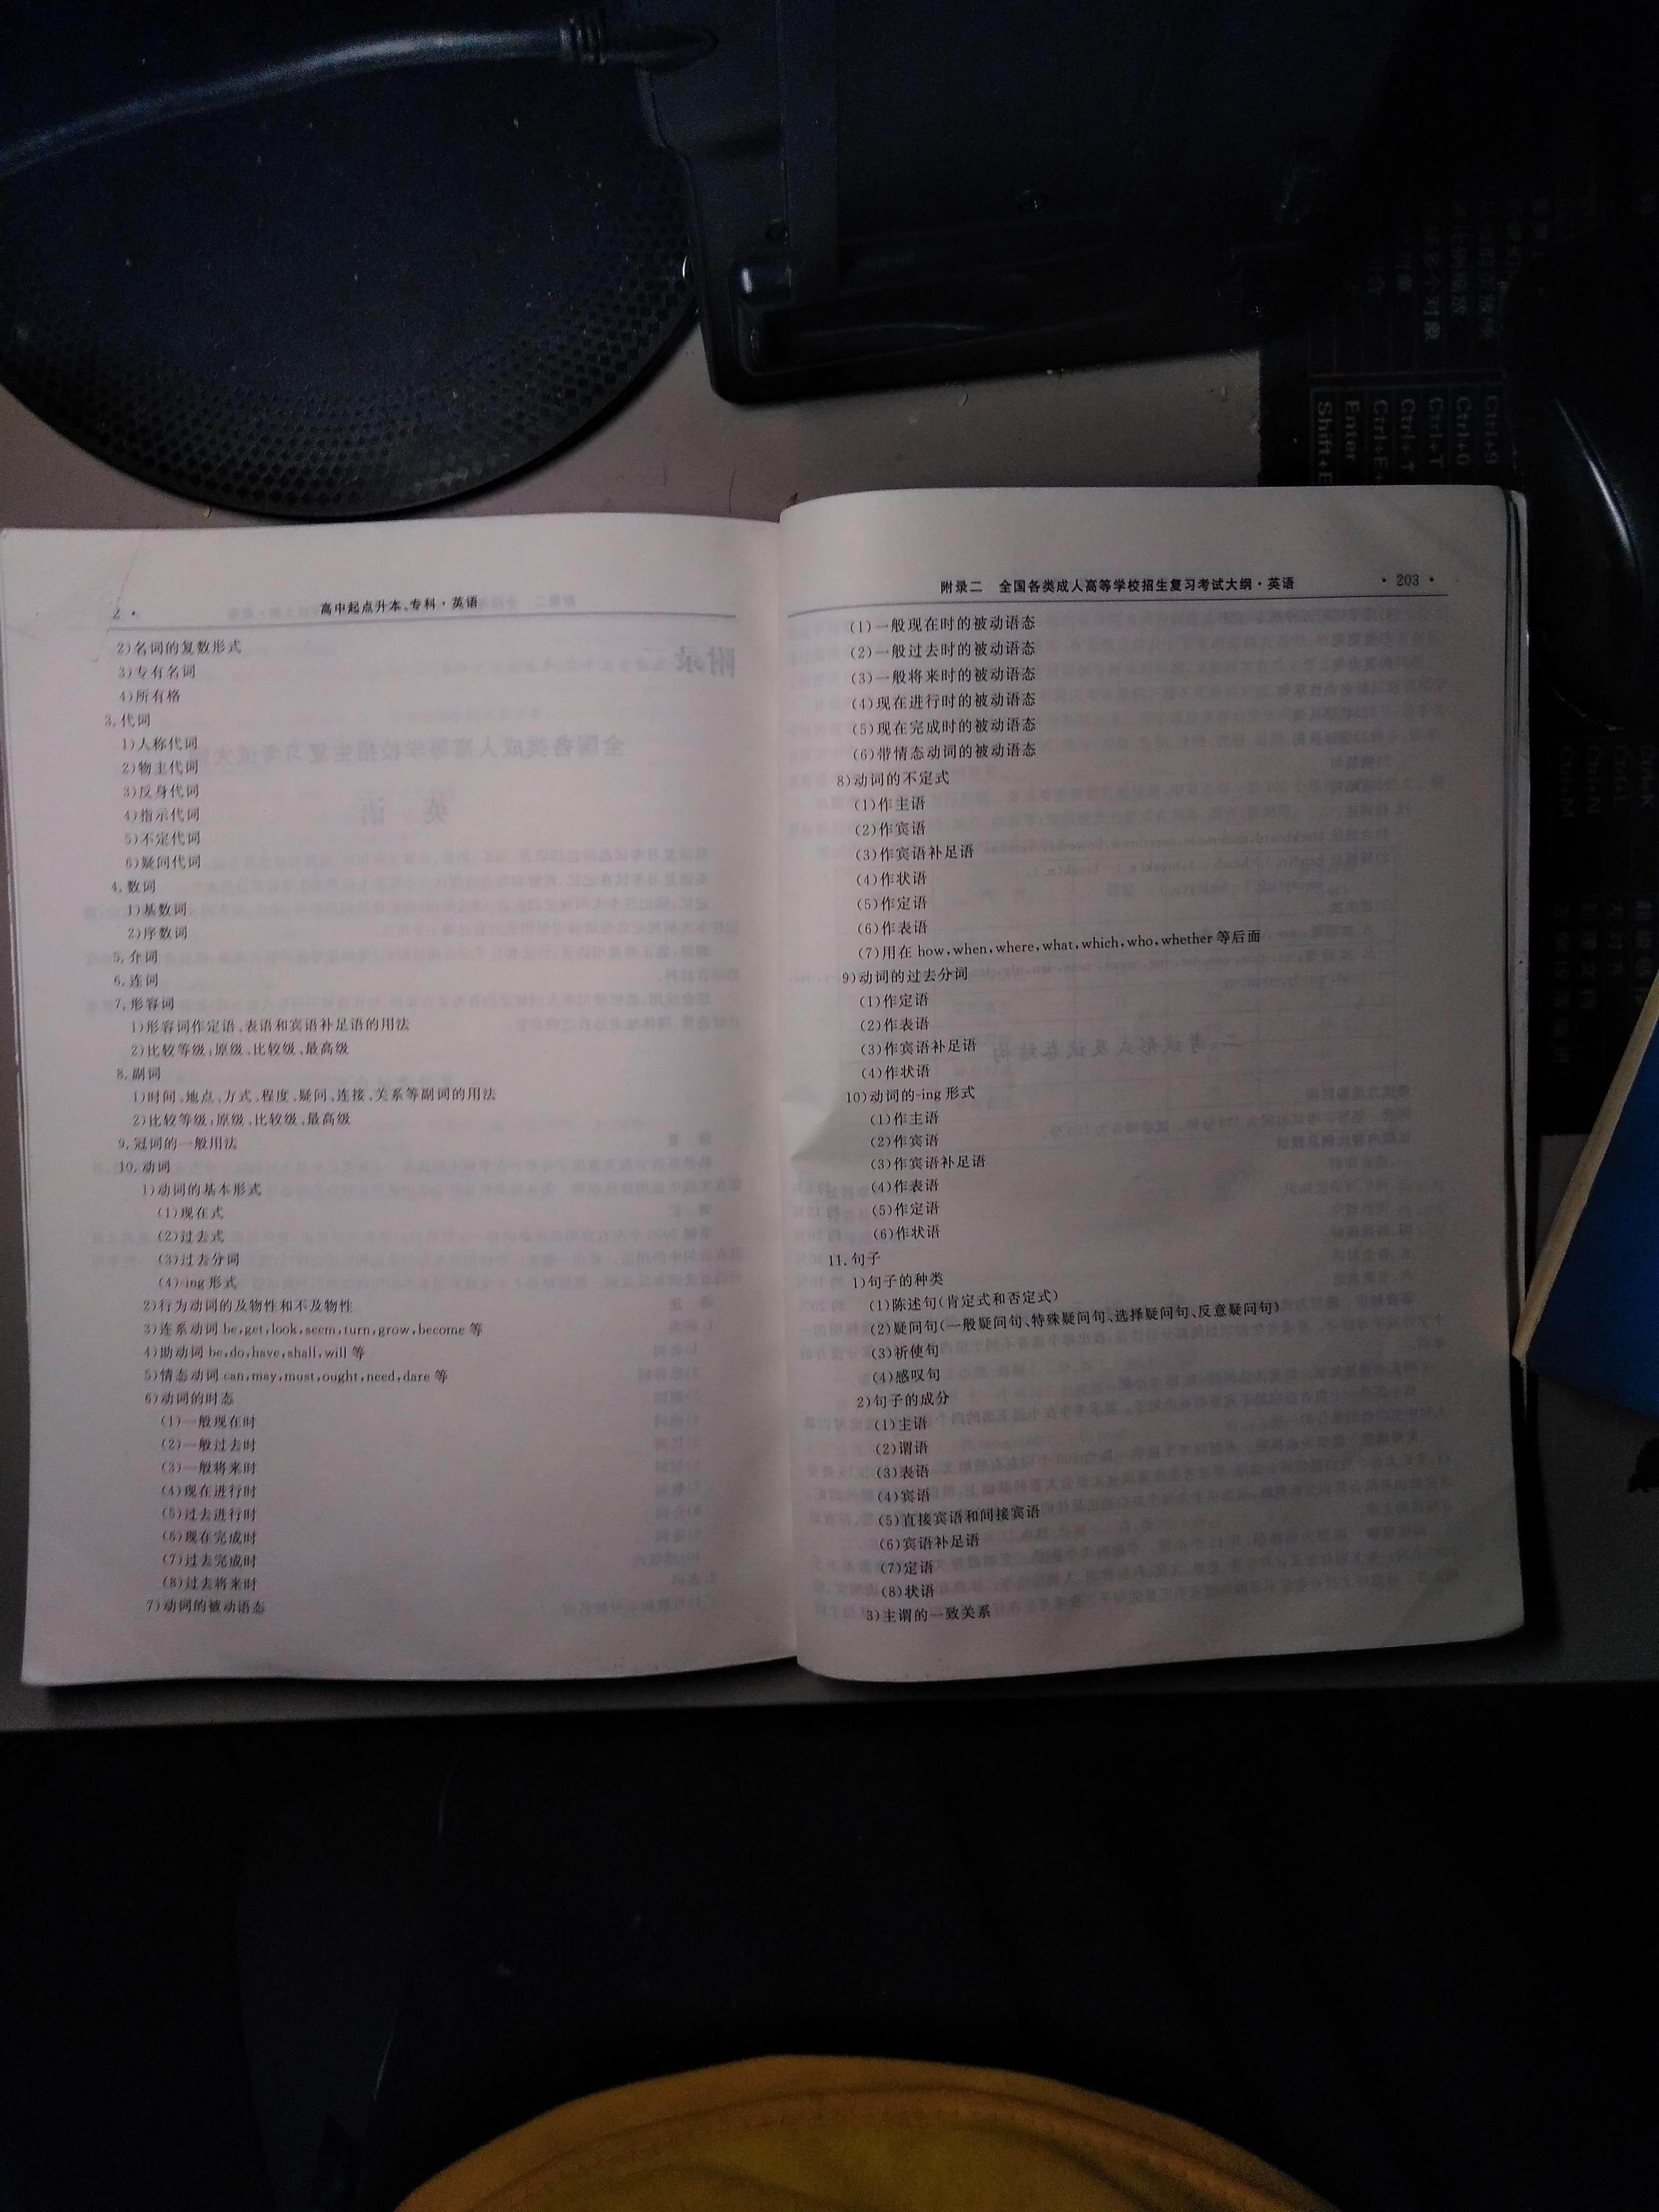 2 ·
高中起点升本、专科·英语
2)名词的复数形式
3)专有名词
4)所有格
3.代词
1)人称代词
2)物主代词
3)反身代词
4)指示代词
5)不定代词
6)疑问代词
4.数词
1)基数词
2)序数词
5.介词
6.连词
7.形容词
1)形容词作定语、表语和宾语补足语的用法
2)比较等级:原级、比较级、最高级
8.副词
1)时间、地点、方式、程度、疑问、连接、关系等副词的用法
2)比较等级:原级、比较级、最高级
9.冠词的一般用法
10.动词
1)动词的基本形式
(1)现在式
(2)过去式
(3)过去分词
(4)-ing 形式
2)行为动词的及物性和不及物性
3)连系动词 be,get,look,seem,turn,grow,become 等
4)助动词 be,do,have,shall,will 等
5)情态动词 can,may,must,ought,need,dare 等
6)动词的时态
(1)一般现在时
(2)一般过去时
(3)一般将来时
(4)现在进行时
(5)过去进行时
(6)现在完成时
(7)过去完成时
(8)过去将来时
7)动词的被动语态
附录二 全国各类成人高等学校招生复习考试大纲·英语
· 203 ·
(1)一般现在时的被动语态
(2)一般过去时的被动语态
(3)一般将来时的被动语态
(4)现在进行时的被动语态
(5)现在完成时的被动语态
(6)带情态动词的被动语态
8)动词的不定式
(1)作主语
(2)作宾语
(3)作宾语补足语
(4)作状语
(5)作定语
(6)作表语
(7)用在 how,when,where,what,which,who,whether 等后面
9)动词的过去分词
(1)作定语
(2)作表语
(3)作宾语补足语
(4)作状语
10)动词的-ing 形式
(1)作主语
(2)作宾语
(3)作宾语补足语
(4)作表语
(5)作定语
(6)作状语
11.句子
1)句子的种类
(1)陈述句(肯定式和否定式)
(2)疑问句(一般疑问句、特殊疑问句、选择疑问句、反意疑问句)
(3)祈使句
(4)感叹句
2)句子的成分
(1)主语
(2)谓语
(3)表语
(4)宾语
(5)直接宾语和间接宾语
(6)宾语补足语
(7)定语
(8)状语
3)主谓的一致关系
多个对象
Ctrl+9
Ctrl+0
Ctrl+T
Ctrl+
Ctrl+E
Enter
Shift+E
Ctrl+K
Ctrl+L
Ctrl+N
Ctrl+M
左对齐